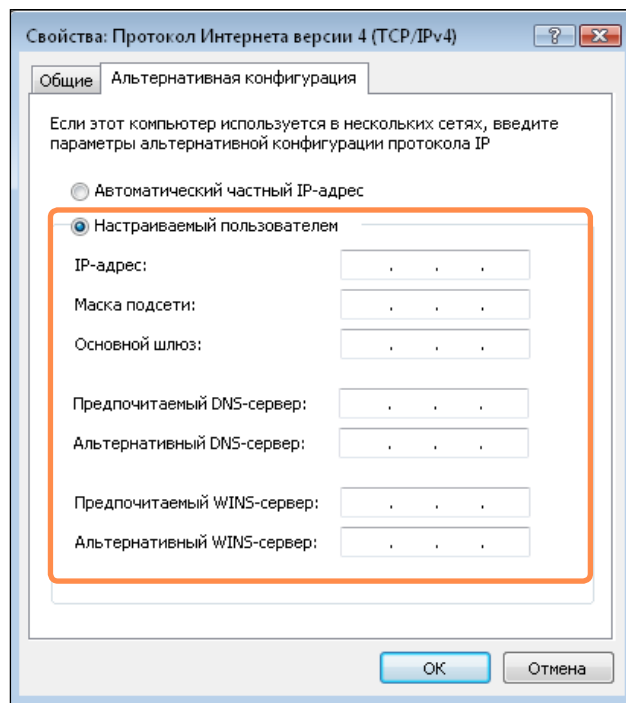 Свойства: Протокол Интернета версии 4 (TCP/IPv4)
Общие
Альтернативная конфигурация
Если этот компьютер используется в нескольких сетях, введите
параметры альтернативной конфигурации протокола IP
Автоматический частный IP-адрес
Настраиваемый пользователем
IP-адрес:
Маска подсети:
Основной шлюз:
Предпочитаемый DNS-сервер:
Альтернативный DNS-сервер:
Предпочитаемый WINS-сервер:
Альтернативный WINS-сервер:
OK
Отмена